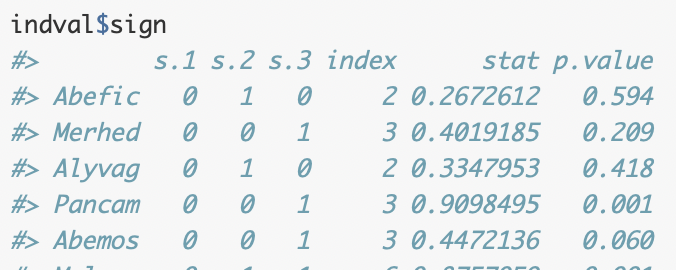 indval$sign
#> s.1 s.2 s.3 index stat p.value
#> Abefic 0 1 0 2 0.2672612 0.594
#> Merhed 0 0 1 3 0.4019185 0.209
#> Alyvag 0 1 0 2 0.3347953 0.418
#> Pancam 0 0 1 3 0.9098495 0.001
#> Abemos 0 0 1 3 0.4472136 0.060